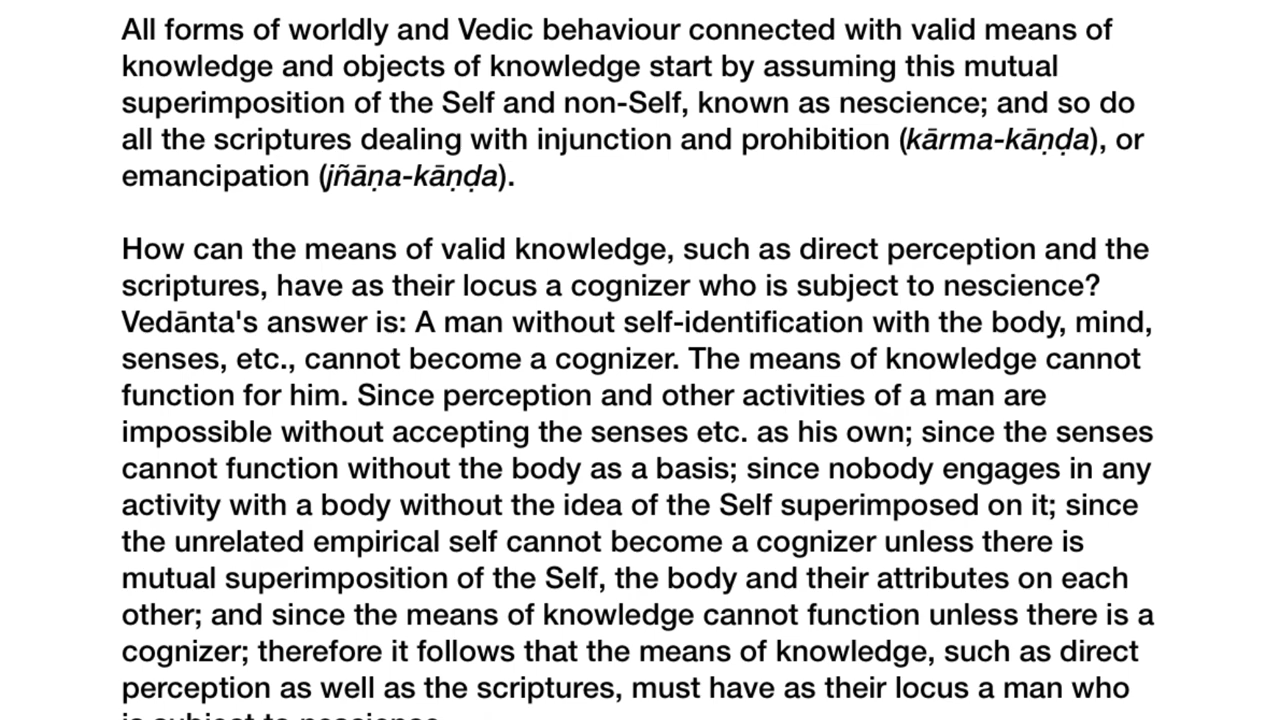 All forms of worldly and Vedic behaviour connected with valid means of
knowledge and objects of knowledge start by assuming this mutual
superimposition of the Self and non-Self, known as nescience; and so do
all the scriptures dealing with injunction and prohibition (kārma-kāṇḍa), or
emancipation (jñāṇa-kāṇḍa).
How can the means of valid knowledge, such as direct perception and the
scriptures, have as their locus a cognizer who is subject to nescience?
Vedānta's answer is: A man without self-identification with the body, mind,
senses, etc., cannot become a cognizer. The means of knowledge cannot
function for him. Since perception and other activities of a man are
impossible without accepting the senses etc. as his own; since the senses
cannot function without the body as a basis; since nobody engages in any
activity with a body without the idea of the Self superimposed on it; since
the unrelated empirical self cannot become a cognizer unless there is
mutual superimposition of the Self, the body and their attributes on each
other; and since the means of knowledge cannot function unless there is a
cognizer; therefore it follows that the means of knowledge, such as direct
perception as well as the scriptures, must have as their locus a man who
is subject to nescience.